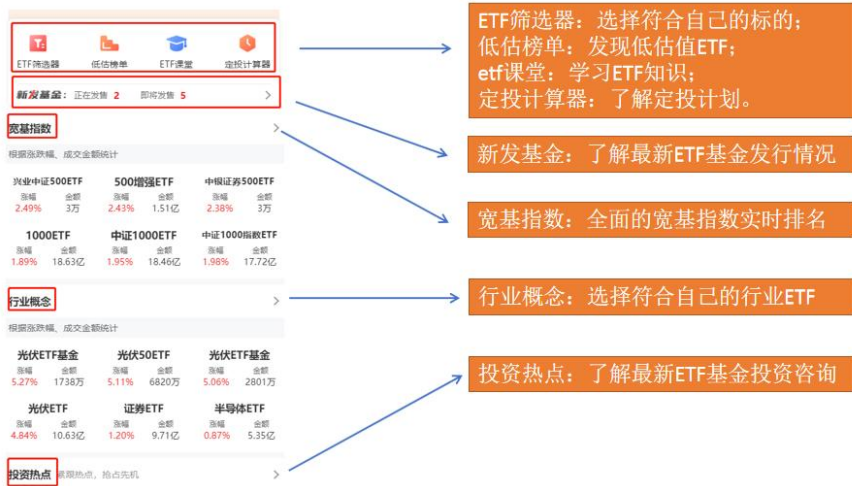 ETF筛选器 低估榜单 ETF课堂 定投计算器
新发基金： 正在发售 2 即将发售 5
宽基指数
根据涨跌幅、成交金额统计
兴业中证500ETF 500增强ETF 中银证券500ETF
涨幅 金额 涨幅 金额 涨幅 金额
2.49% 3万 2.43% 1.51亿 2.38% 3万
1000ETF 中证1000ETF 中证1000指数ETF
涨幅 金额 涨幅 金额 涨幅 金额
1.89% 18.63亿 1.95% 18.46亿 1.98% 17.72亿
行业概念
根据涨跌幅、成交金额统计
光伏ETF基金 光伏50ETF 光伏ETF基金
涨幅 金额 涨幅 金额 涨幅 金额
5.27% 1738万 5.11% 6820万 5.06% 2801万
光伏ETF 证券ETF 半导体ETF
涨幅 金额 涨幅 金额 涨幅 金额
4.84% 10.63亿 1.20% 9.71亿 0.87% 5.35亿
投资热点 紧跟热点，抢占先机
ETF筛选器：选择符合自己的标的；
低估榜单：发现低估值ETF；
etf课堂：学习ETF知识；
定投计算器：了解定投计划。
新发基金：了解最新ETF基金发行情况
宽基指数：全面的宽基指数实时排名
行业概念：选择符合自己的行业ETF
投资热点：了解最新ETF基金投资咨询